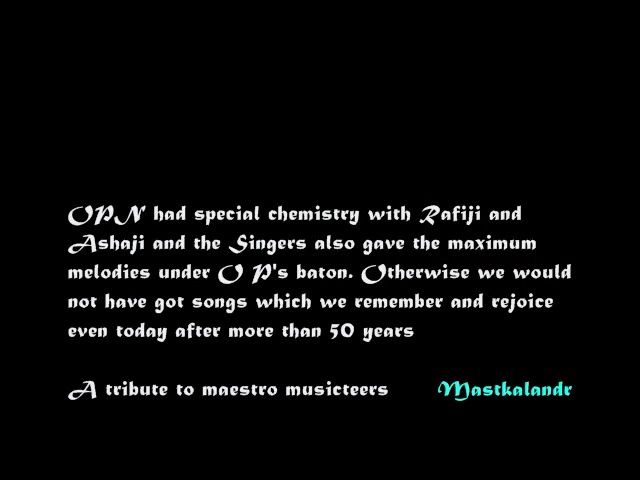 OPN had special chemistry with Rafiji and
Ashaji and the Singers also gave the maximum
melodies under O P's baton. Otherwise we would
not have got songs which we remember and rejoice
even today after more than 50 years
A tribute to maestro musicteers Mastkalandr